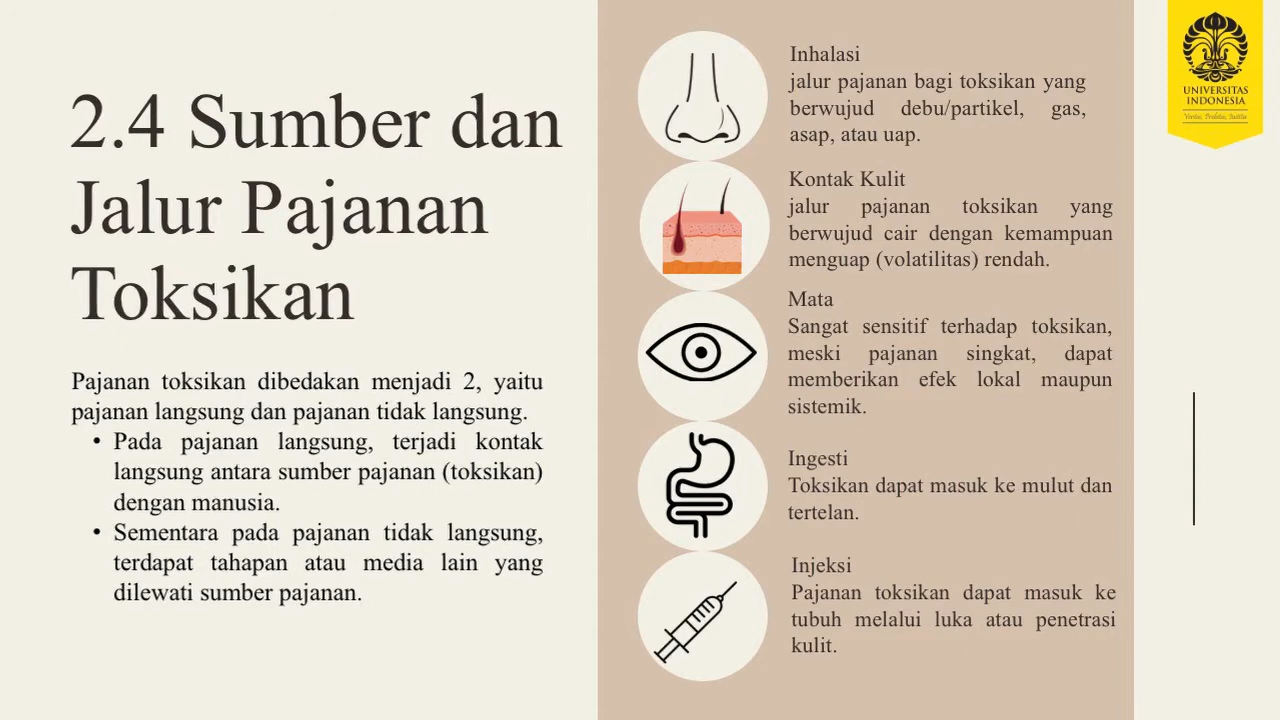 2.4 Sumber dan
Jalur Pajanan
Toksikan
Pajanan toksikan dibedakan menjadi 2, yaitu
pajanan langsung dan pajanan tidak langsung.
• Pada pajanan langsung, terjadi kontak
langsung antara sumber pajanan (toksikan)
dengan manusia.
• Sementara pada pajanan tidak langsung,
terdapat tahapan atau media lain yang
dilewati sumber pajanan.
Inhalasi
jalur pajanan bagi toksikan yang
berwujud debu/partikel, gas,
asap, atau uap.
Kontak Kulit
jalur pajanan toksikan yang
berwujud cair dengan kemampuan
menguap (volatilitas) rendah.
Mata
Sangat sensitif terhadap toksikan,
meski pajanan singkat, dapat
memberikan efek lokal maupun
sistemik.
Ingesti
Toksikan dapat masuk ke mulut dan
tertelan.
Injeksi
Pajanan toksikan dapat masuk ke
tubuh melalui luka atau penetrasi
kulit.
UNIVERSITAS
INDONESIA
Veritas, Probitas, Iustitia